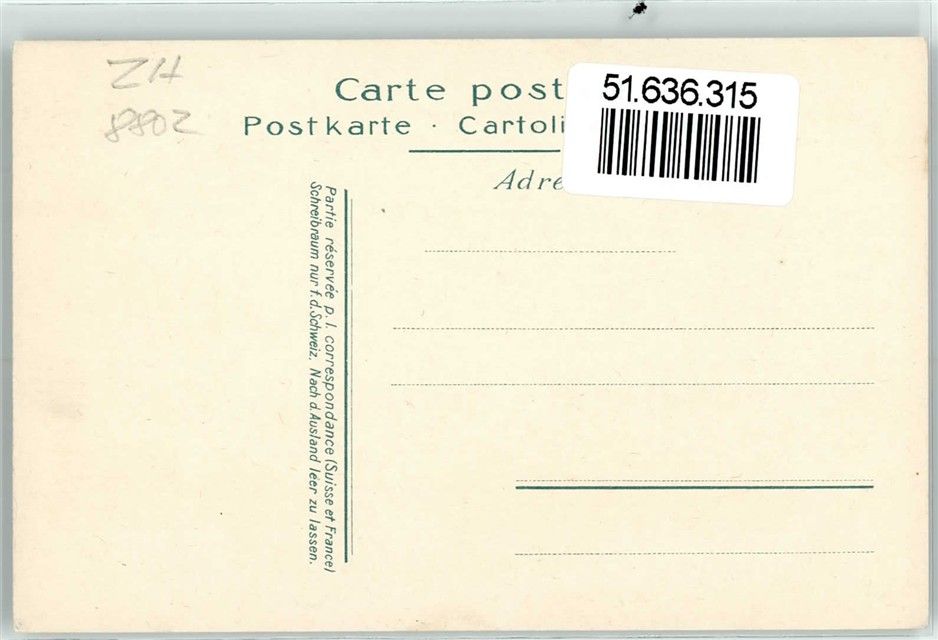 ZH
8802
Carte post
Postkarte · Cartoli
Adre
51.636.315
Partie réservée p. l. correspondance (Suisse et France)
Schreibraum nur f. d. Schweiz. Nach d. Ausland leer zu lassen.